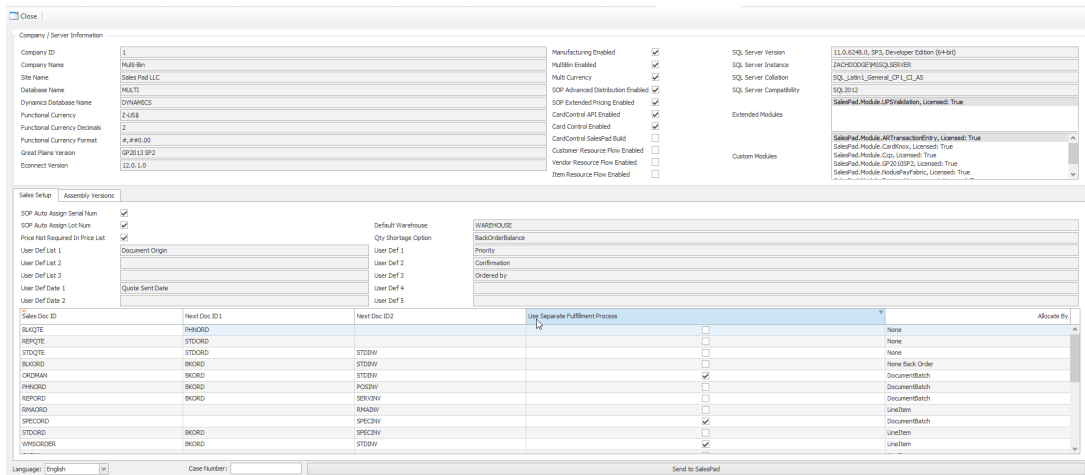 Close
Company / Server Information
Company ID 1 Manufacturing Enabled SQL Server Version 11.0.6248.0, SP3, Developer Edition (64-bit)
Company Name Multi-Bin MultiBin Enabled SQL Server Instance ZACHDODGE\MSSQLSERVER
Site Name Sales Pad LLC Multi Currency SQL Server Collation SQL_Latin1_General_CP1_CI_AS
Database Name MULTI SOP Advanced Distribution Enabled SQL Server Compatibility SQL2012
Dynamics Database Name DYNAMICS SOP Extended Pricing Enabled SalesPad.Module.UPSValidation, Licensed: True
Functional Currency Z-US$ CardControl API Enabled Extended Modules
Functional Currency Decimals 2 Card Control Enabled
Functional Currency Format #,##0.00 CardControl SalesPad Build SalesPad.Module.ARTransactionEntry, Licensed: True
Great Plains Version GP2013 SP2 Customer Resource Flow Enabled SalesPad.Module.CardKnox, Licensed: True
Econnect Version 12.0.1.0 Vendor Resource Flow Enabled Custom Modules SalesPad.Module.Ccp, Licensed: True
SalesPad.Module.GP2010SP2, Licensed: True
Item Resource Flow Enabled SalesPad.Module.NodusPayFabric, Licensed: True
Sales Setup Assembly Versions
SOP Auto Assign Serial Num
SOP Auto Assign Lot Num Default Warehouse WAREHOUSE
Price Not Required In Price List Qty Shortage Option BackOrderBalance
User Def List 1 Document Origin User Def 1 Priority
User Def List 2 User Def 2 Confirmation
User Def List 3 User Def 3 Ordered by
User Def Date 1 Quote Sent Date User Def 4
User Def Date 2 User Def 5
Sales Doc ID Next Doc ID1 Next Doc ID2 Use Separate Fulfillment Process Allocate By
BLKQTE PHNORD None
REPQTE STDORD None
STDQTE STDORD STDINV None
BLKORD BKORD STDINV None Back Order
ORDMAN BKORD STDINV DocumentBatch
PHNORD BKORD POSINV DocumentBatch
REPORD BKORD SERVINV DocumentBatch
RMAORD RMAINV LineItem
SPECORD SPECINV DocumentBatch
STDORD BKORD SPECINV LineItem
WMSORDER BKORD STDINV LineItem
Language: English Case Number: Send to SalesPad